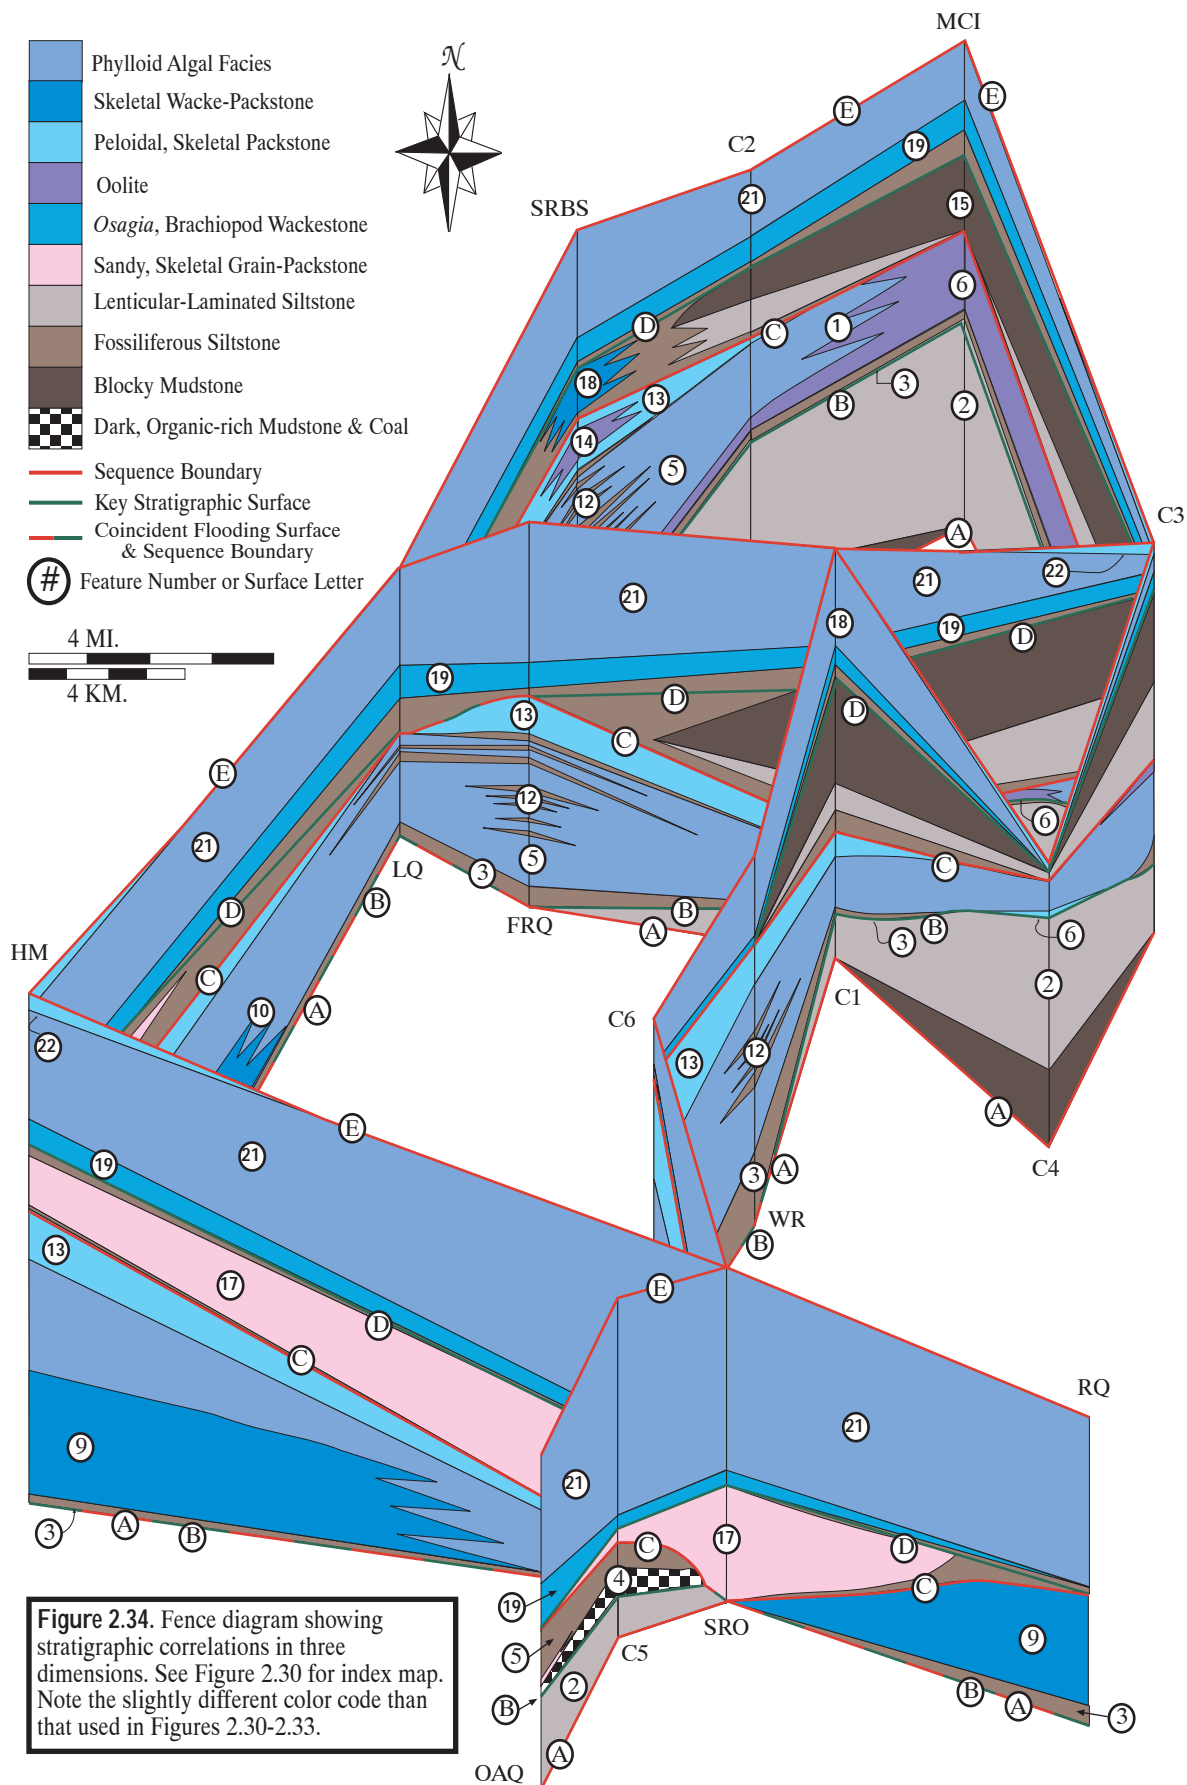 MCI
N
E
E
Phylloid Algal Facies
Skeletal Wacke-Packstone
Peloidal, Skeletal Packstone
Oolite
Osagia, Brachiopod Wackestone
Sandy, Skeletal Grain-Packstone
Lenticular-Laminated Siltstone
Fossiliferous Siltstone
Blocky Mudstone
Dark, Organic-rich Mudstone & Coal
Sequence Boundary
Key Stratigraphic Surface
Coincident Flooding Surface
& Sequence Boundary
# Feature Number or Surface Letter
4 MI.
4 KM.
C2
19
21
15
SRBS
6
D
C
1
18
3
13
B
2
14
5
12
A
C3
22
21
21
18
19
D
19
D
13
D
C
E
12
6
21
5
C
LQ
3
B
B
D
FRQ
A
B
3
6
HM
C
2
10
A
C6
C1
22
13
12
A
E
21
19
3
A
C4
WR
B
13
17
E
D
C
RQ
21
9
21
17
D
C
C
3
A
B
4
19
SRO
9
5
C5
B
2
B
A
3
A
OAQ
Figure 2.34. Fence diagram showing
stratigraphic correlations in three
dimensions. See Figure 2.30 for index map.
Note the slightly different color code than
that used in Figures 2.30-2.33.